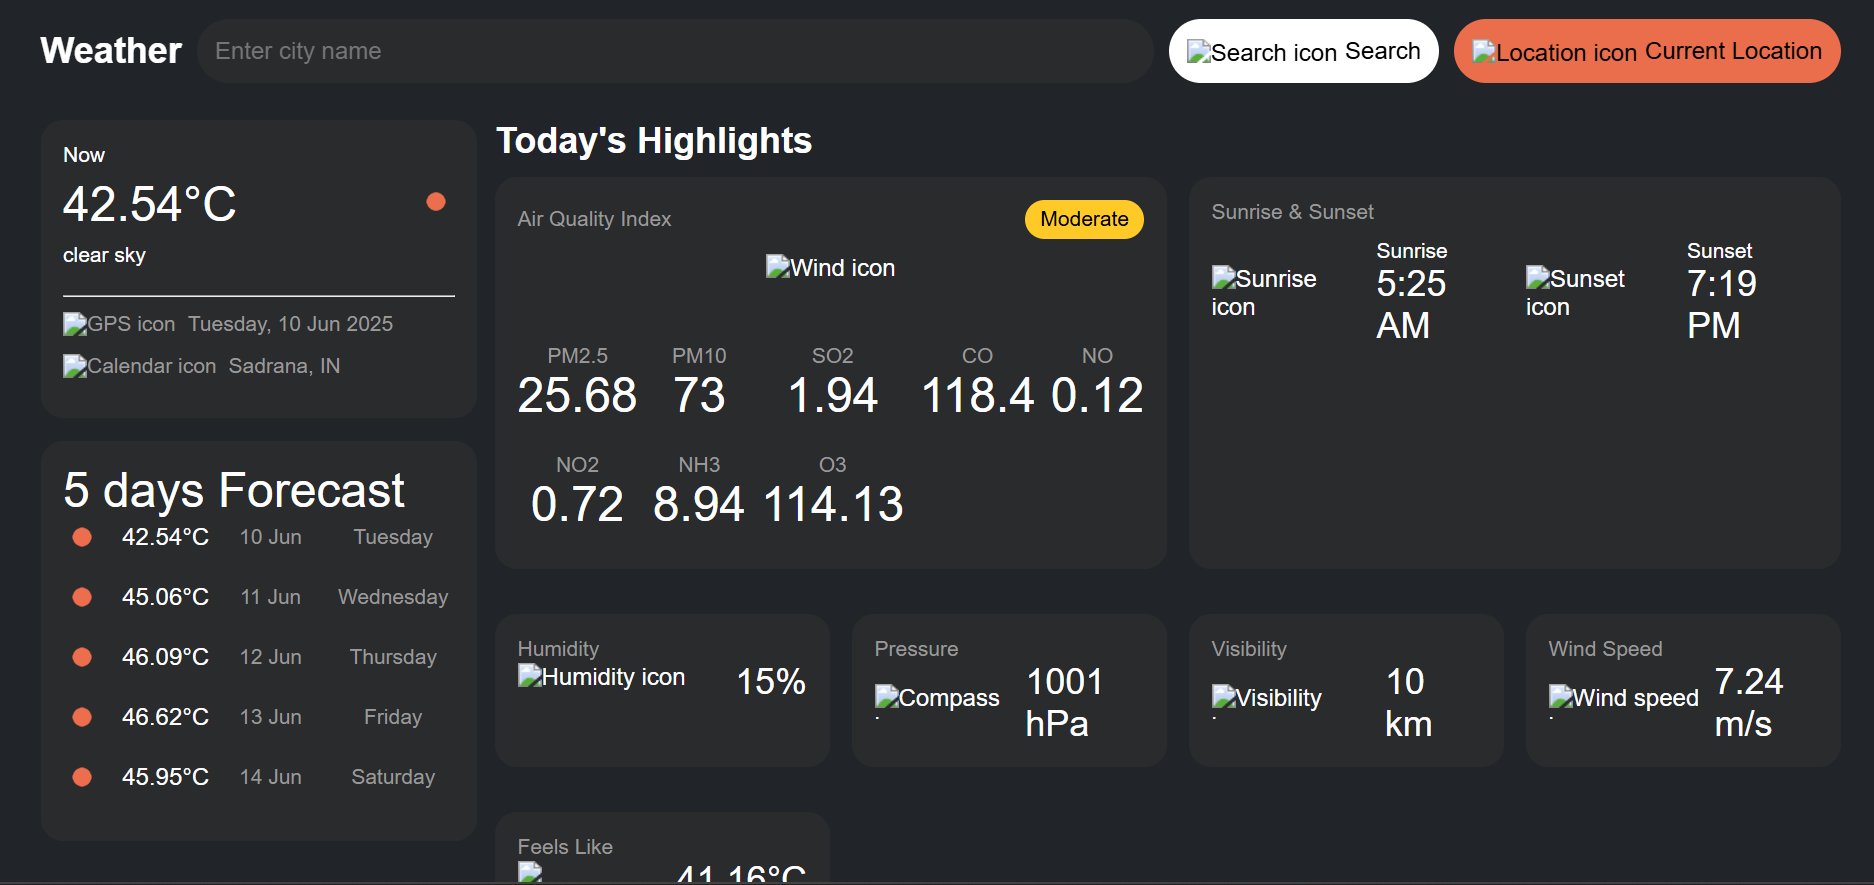 Weather
Enter city name
Search icon Search
Location icon Current Location
Now
42.54°C
clear sky
GPS icon Tuesday, 10 Jun 2025
Calendar icon Sadrana, IN
5 days Forecast
42.54°C 10 Jun Tuesday
45.06°C 11 Jun Wednesday
46.09°C 12 Jun Thursday
46.62°C 13 Jun Friday
45.95°C 14 Jun Saturday
Today's Highlights
Air Quality Index
Moderate
Wind icon
PM2.5 PM10 SO2 CO NO
25.68 73 1.94 118.4 0.12
NO2 NH3 O3
0.72 8.94 114.13
Sunrise & Sunset
Sunrise icon
Sunrise
5:25
AM
Sunset icon
Sunset
7:19
PM
Humidity
Humidity icon
15%
Pressure
Compass
1001
hPa
Visibility
Visibility
10
km
Wind Speed
Wind speed
7.24
m/s
Feels Like
41.16°C